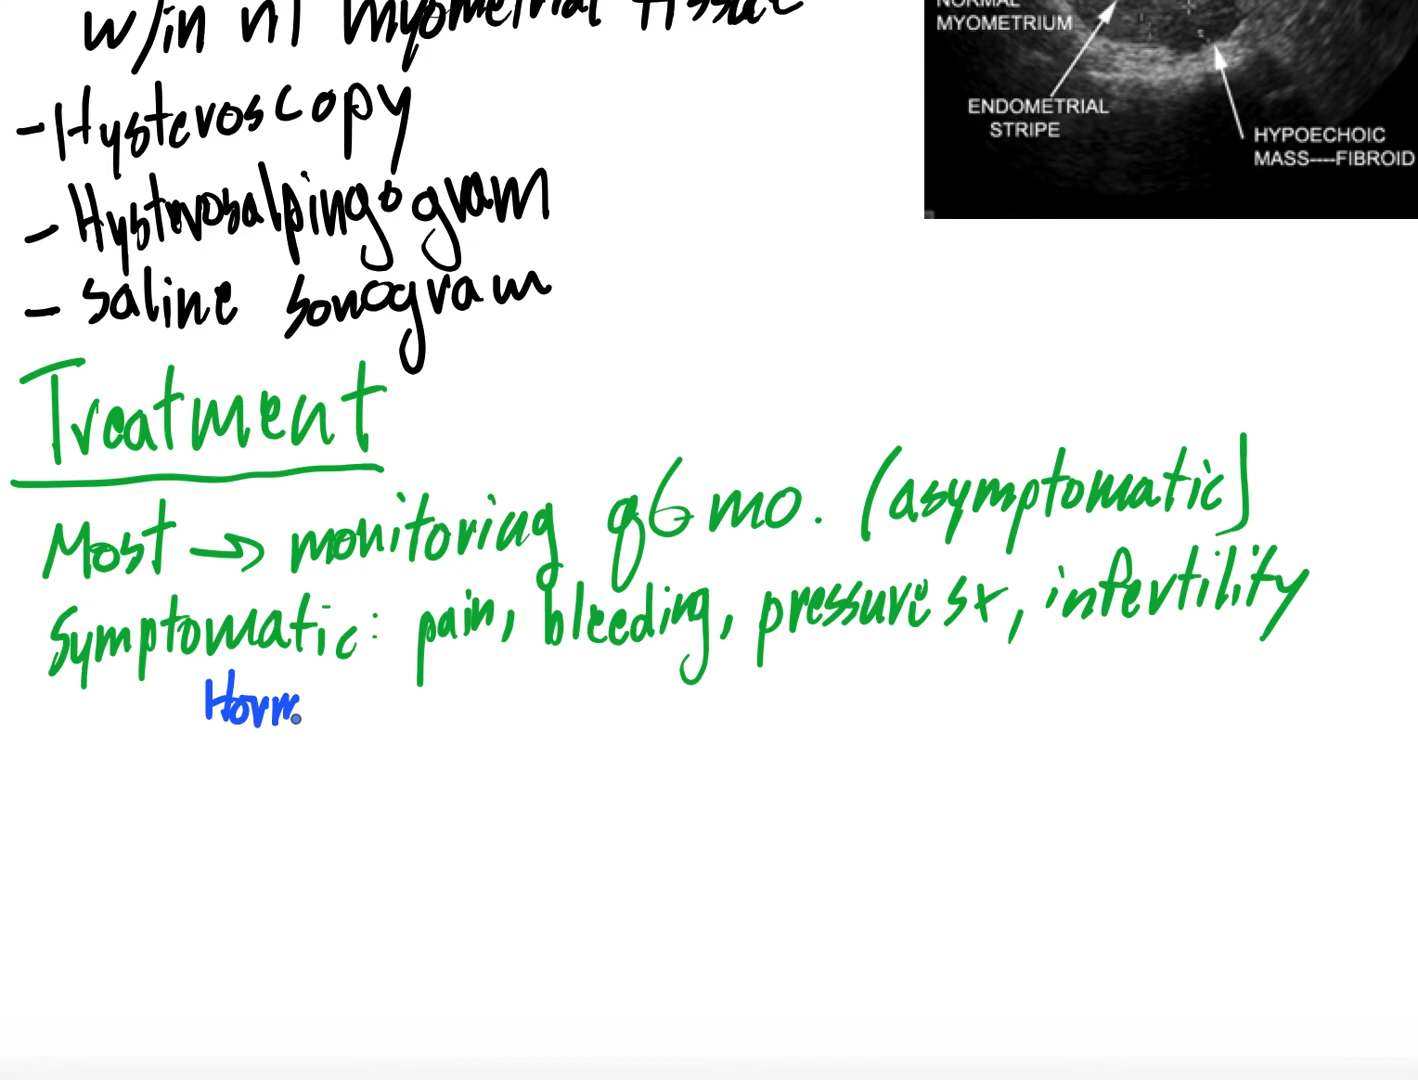 w/in nl myometrial tissue
- Hysteroscopy
- Hysterosalpingogram
- Saline sonogram
NORMAL
MYOMETRIUM
ENDOMETRIAL
STRIPE
HYPOECHOIC
MASS----FIBROID
Treatment
Most → monitoring q6mo. (asymptomatic)
Symptomatic: pain, bleeding, pressure sx, infertility
Horm